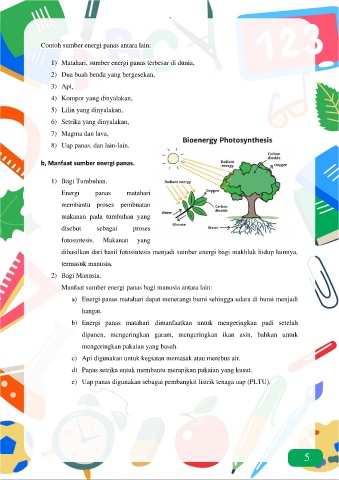 Contoh sumber energi panas antara lain:
1) Matahari, sumber energi panas terbesar di dunia,
2) Dua buah benda yang bergesekan,
3) Api,
4) Kompor yang dinyalakan,
5) Lilin yang dinyalakan,
6) Setrika yang dinyalakan,
7) Magma dan lava,
8) Uap panas, dan lain-lain.
Bioenergy Photosynthesis
Carbon
dioxide
Radiant
energy
Oxygen
Radiant energy
Oxygen
Carbon
dioxide
Water
Glucose
Water
b, Manfaat sumber energi panas.
1) Bagi Tumbuhan.
Energi panas matahari
membantu proses pembuatan
makanan pada tumbuhan yang
disebut sebagai proses
fotosintesis. Makanan yang
dihasilkan dari hasil fotosintesis menjadi sumber energi bagi makhluk hidup lainnya,
termasuk manusia.
2) Bagi Manusia.
Manfaat sumber energi panas bagi manusia antara lain:
a) Energi panas matahari dapat menerangi bumi sehingga udara di bumi menjadi
hangat.
b) Energi panas matahari dimanfaatkan untuk mengeringkan padi setelah
dipanen, mengeringkan garam, mengeringkan ikan asin, bahkan untuk
mengeringkan pakaian yang basah.
c) Api digunakan untuk kegiatan memasak atau merebus air.
d) Panas setrika untuk membantu merapikan pakaian yang kusut.
e) Uap panas digunakan sebagai pembangkit listrik tenaga uap (PLTU).
5